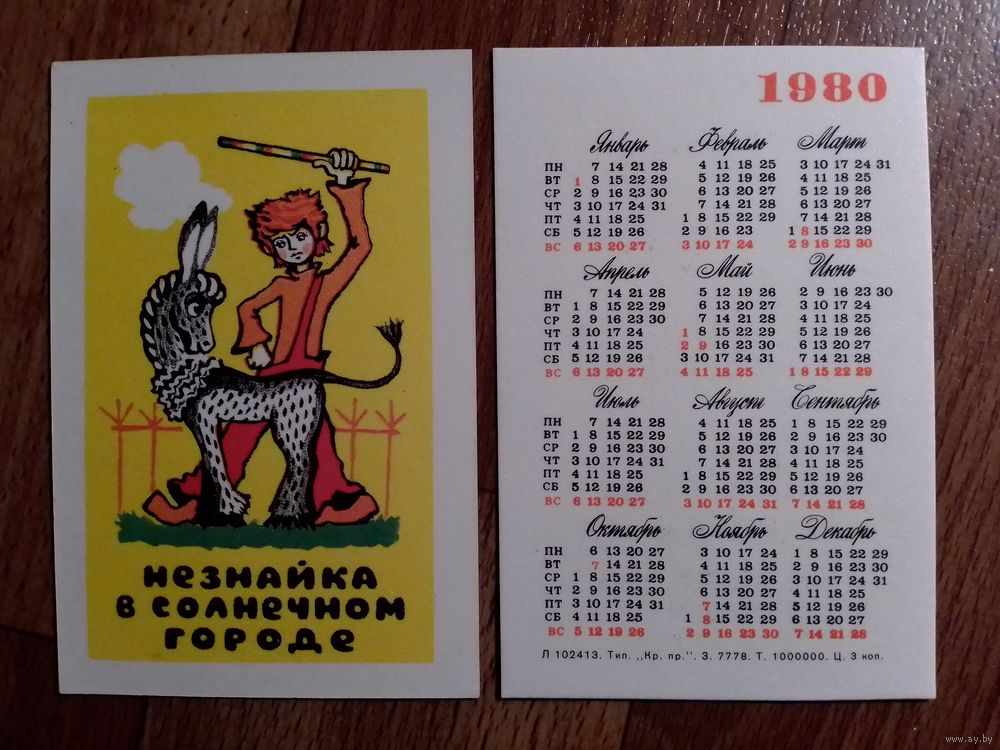 НЕЗНАЙКА
В СОЛНЕЧНОМ
ГОРОДЕ
1980
Январь Февраль Март
ПН 7 14 21 28 4 11 18 25 3 10 17 24 31
ВТ 1 8 15 22 29 5 12 19 26 4 11 18 25
СР 2 9 16 23 30 6 13 20 27 5 12 19 26
ЧТ 3 10 17 24 31 7 14 21 28 6 13 20 27
ПТ 4 11 18 25 1 8 15 22 29 7 14 21 28
СБ 5 12 19 26 2 9 16 23 1 8 15 22 29
ВС 6 13 20 27 3 10 17 24 2 9 16 23 30
Апрель Май Июнь
ПН 7 14 21 28 5 12 19 26 2 9 16 23 30
ВТ 1 8 15 22 29 6 13 20 27 3 10 17 24
СР 2 9 16 23 30 7 14 21 28 4 11 18 25
ЧТ 3 10 17 24 1 8 15 22 29 5 12 19 26
ПТ 4 11 18 25 2 9 16 23 30 6 13 20 27
СБ 5 12 19 26 3 10 17 24 31 7 14 21 28
ВС 6 13 20 27 4 11 18 25 1 8 15 22 29
Июль Август Сентябрь
ПН 7 14 21 28 4 11 18 25 1 8 15 22 29
ВТ 1 8 15 22 29 5 12 19 26 2 9 16 23 30
СР 2 9 16 23 30 6 13 20 27 3 10 17 24
ЧТ 3 10 17 24 31 7 14 21 28 4 11 18 25
ПТ 4 11 18 25 1 8 15 22 29 5 12 19 26
СБ 5 12 19 26 2 9 16 23 30 6 13 20 27
ВС 6 13 20 27 3 10 17 24 31 7 14 21 28
Октябрь Ноябрь Декабрь
ПН 6 13 20 27 3 10 17 24 1 8 15 22 29
ВТ 7 14 21 28 4 11 18 25 2 9 16 23 30
СР 1 8 15 22 29 5 12 19 26 3 10 17 24 31
ЧТ 2 9 16 23 30 6 13 20 27 4 11 18 25
ПТ 3 10 17 24 31 7 14 21 28 5 12 19 26
СБ 4 11 18 25 1 8 15 22 29 6 13 20 27
ВС 5 12 19 26 2 9 16 23 30 7 14 21 28
Л 102413. Тип. ,,Кр. пр.". З. 7778. Т. 1000000. Ц. 3 коп.
www.ay.by